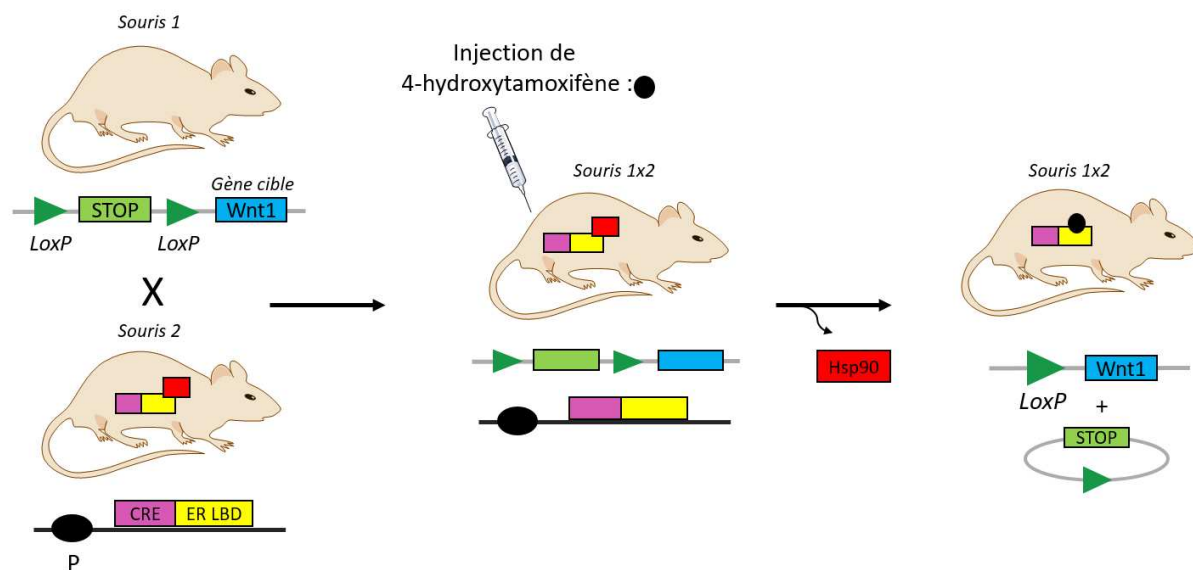 Souris 1
Gène cible
STOP
Wnt1
LoxP
LoxP
X
Souris 2
CRE
ER LBD
P
Injection de
4-hydroxytamoxifène :
Souris 1x2
Hsp90
Souris 1x2
Wnt1
LoxP
+
STOP